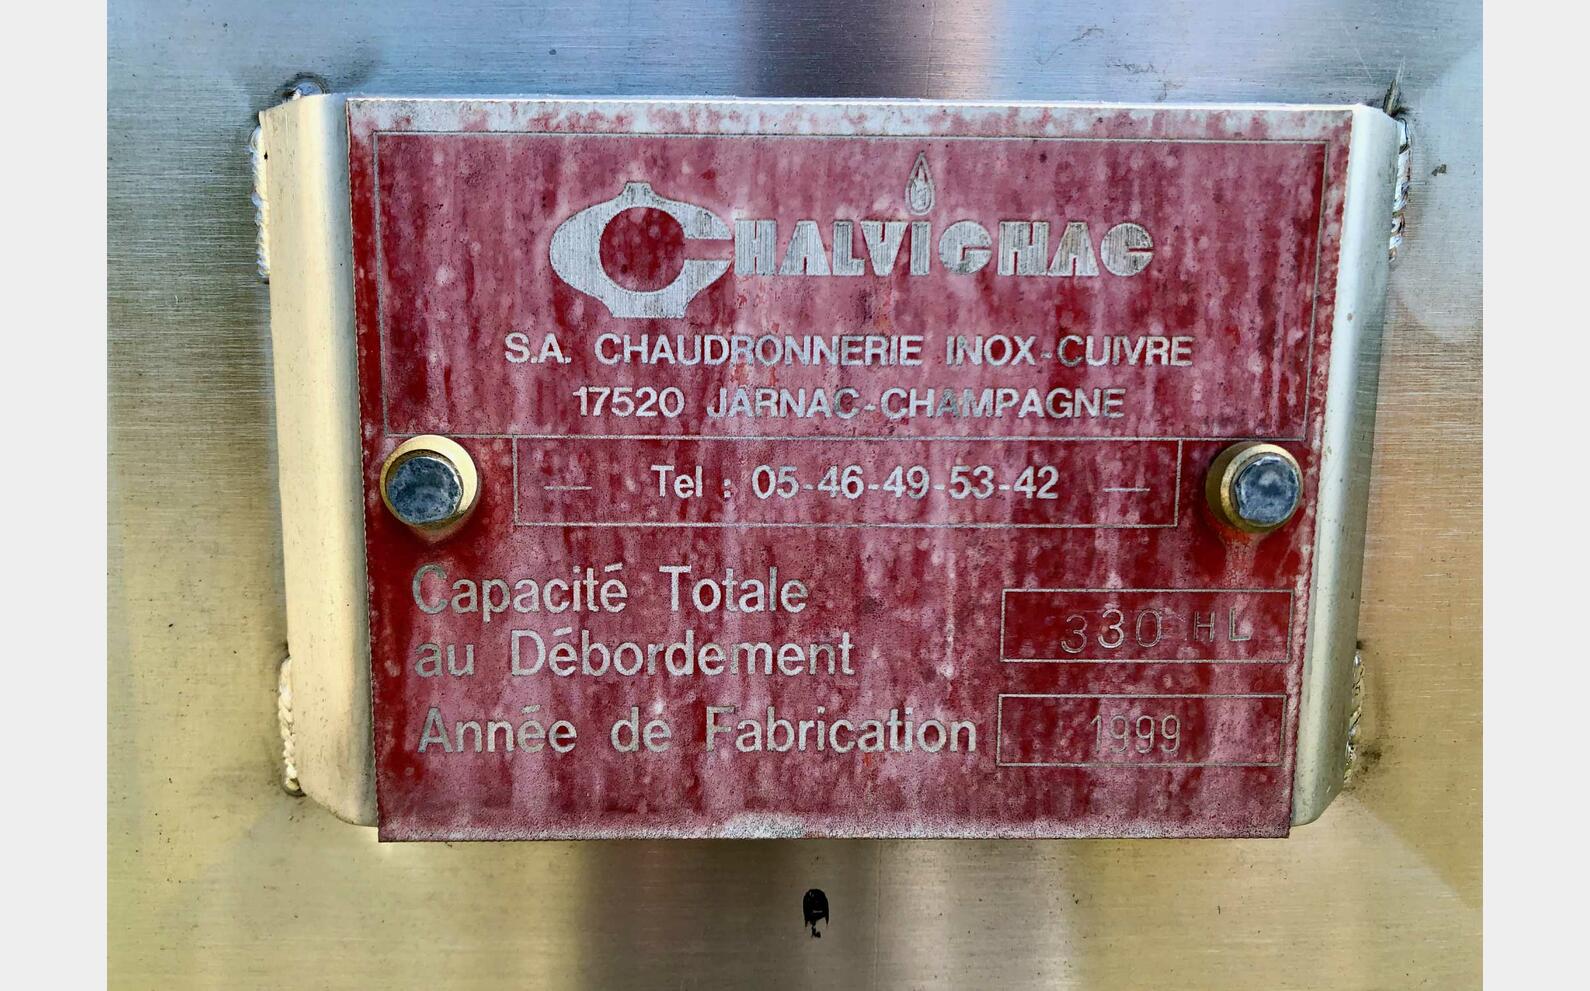 CHALVIGNAC
S.A. CHAUDRONNERIE INOX-CUIVRE
17520 JARNAC-CHAMPAGNE
— Tel : 05-46-49-53-42 —
Capacité Totale
au Débordement 330 HL
Année de Fabrication 1999